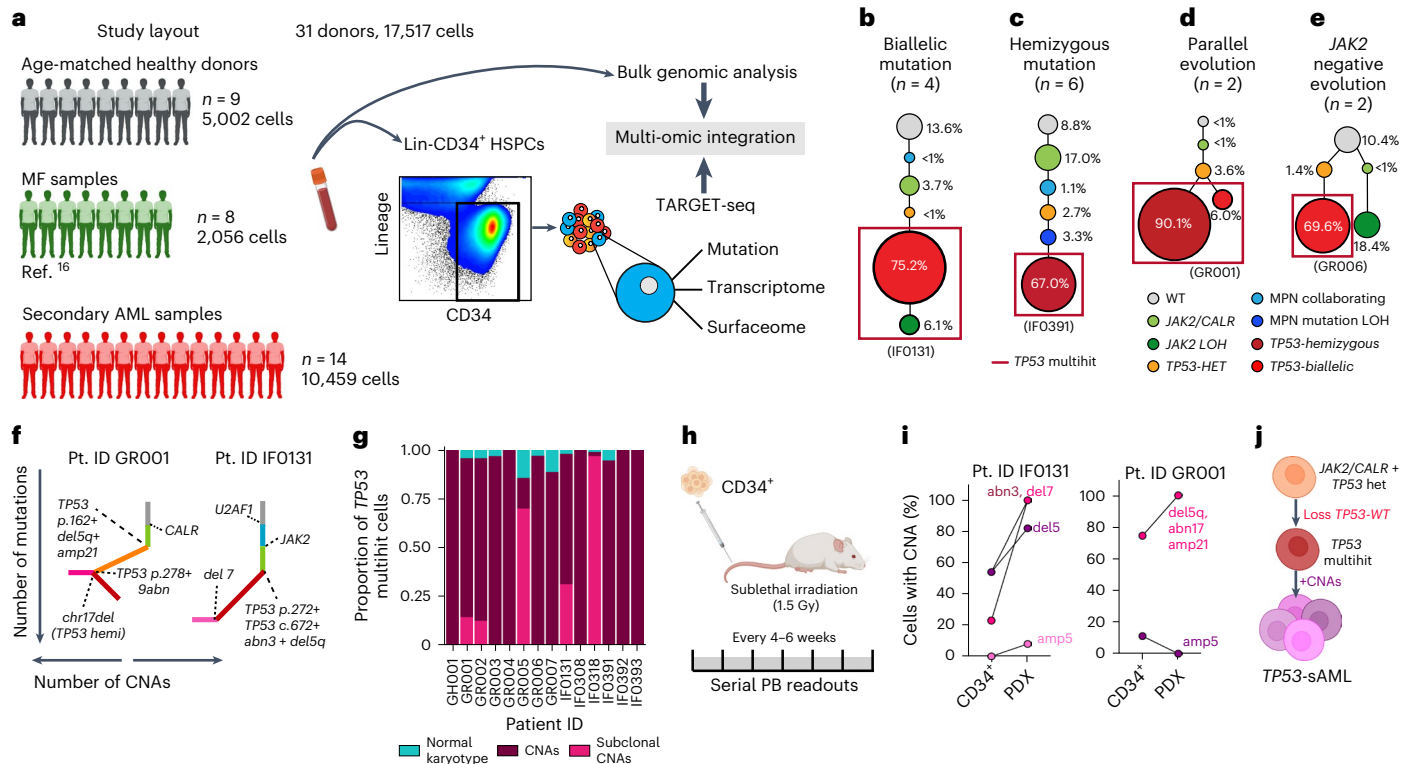 a
Study layout
31 donors, 17,517 cells
Age-matched healthy donors
n = 9
5,002 cells
MF samples
n = 8
2,056 cells
Ref. 16
Secondary AML samples
n = 14
10,459 cells
Lin-CD34+ HSPCs
Lineage
CD34
Bulk genomic analysis
Multi-omic integration
TARGET-seq
Mutation
Transcriptome
Surfaceome
b
Biallelic
mutation
(n = 4)
13.6%
<1%
3.7%
<1%
75.2%
6.1%
(IF0131)
c
Hemizygous
mutation
(n = 6)
8.8%
17.0%
1.1%
2.7%
3.3%
67.0%
(IF0391)
TP53 multihit
d
Parallel
evolution
(n = 2)
<1%
<1%
3.6%
90.1%
6.0%
(GR001)
e
JAK2
negative
evolution
(n = 2)
10.4%
1.4%
<1%
69.6%
18.4%
(GR006)
WT
JAK2/CALR
JAK2 LOH
TP53-HET
MPN collaborating
MPN mutation LOH
TP53-hemizygous
TP53-biallelic
f
Number of mutations
Pt. ID GR001
TP53
p.162+
del5q+
amp21
CALR
TP53 p.278+
9abn
chr17del
(TP53 hemi)
Pt. ID IF0131
U2AF1
JAK2
del 7
TP53 p.272+
TP53 c.672+
abn3 + del5q
Number of CNAs
g
Proportion of TP53
multihit cells
1.00
0.75
0.50
0.25
0
GH001
GR001
GR002
GR003
GR004
GR005
GR006
GR007
IF0131
IF0308
IF0318
IF0391
IF0392
IF0393
Patient ID
Normal
karyotype
CNAs
Subclonal
CNAs
h
CD34+
Sublethal irradiation
(1.5 Gy)
Every 4–6 weeks
Serial PB readouts
i
Cells with CNA (%)
Pt. ID IF0131
100
80
60
40
20
0
abn3, del7
del5
amp5
CD34+
PDX
Pt. ID GR001
100
80
60
40
20
0
del5q,
abn17
amp21
amp5
CD34+
PDX
j
JAK2/CALR +
TP53 het
Loss TP53-WT
TP53
multihit
+CNAs
TP53-sAML